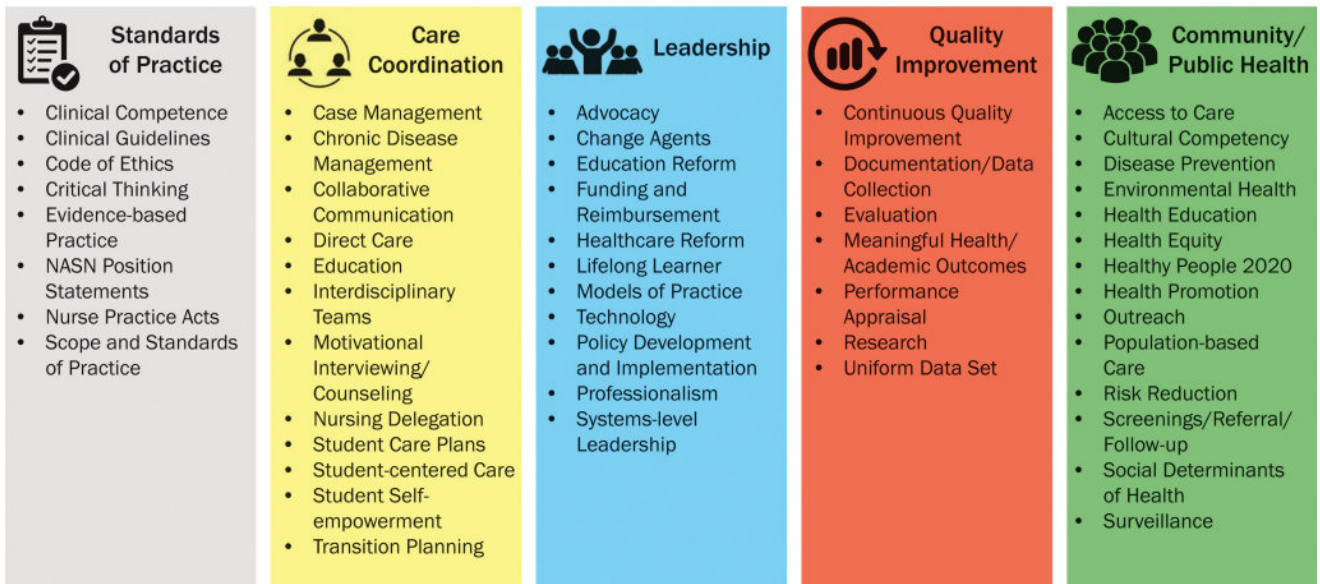 Standards
of Practice
• Clinical Competence
• Clinical Guidelines
• Code of Ethics
• Critical Thinking
• Evidence-based
Practice
• NASN Position
Statements
• Nurse Practice Acts
• Scope and Standards
of Practice
Care
Coordination
• Case Management
• Chronic Disease
Management
• Collaborative
Communication
• Direct Care
• Education
• Interdisciplinary
Teams
• Motivational
Interviewing/
Counseling
• Nursing Delegation
• Student Care Plans
• Student-centered Care
• Student Self-
empowerment
• Transition Planning
Leadership
• Advocacy
• Change Agents
• Education Reform
• Funding and
Reimbursement
• Healthcare Reform
• Lifelong Learner
• Models of Practice
• Technology
• Policy Development
and Implementation
• Professionalism
• Systems-level
Leadership
Quality
Improvement
• Continuous Quality
Improvement
• Documentation/Data
Collection
• Evaluation
• Meaningful Health/
Academic Outcomes
• Performance
Appraisal
• Research
• Uniform Data Set
Community/
Public Health
• Access to Care
• Cultural Competency
• Disease Prevention
• Environmental Health
• Health Education
• Health Equity
• Healthy People 2020
• Health Promotion
• Outreach
• Population-based
Care
• Risk Reduction
• Screenings/Referral/
Follow-up
• Social Determinants
of Health
• Surveillance